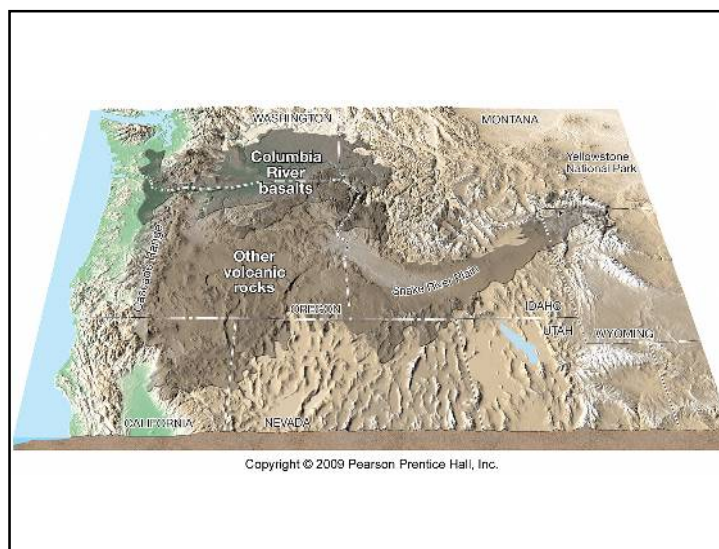 WASHINGTON
MONTANA
Columbia
River
basalts
Yellowstone
National Park
Cascade Range
Other
volcanic
rocks
Snake River Plain
OREGON
IDAHO
UTAH
WYOMING
CALIFORNIA
NEVADA
Copyright © 2009 Pearson Prentice Hall, Inc.